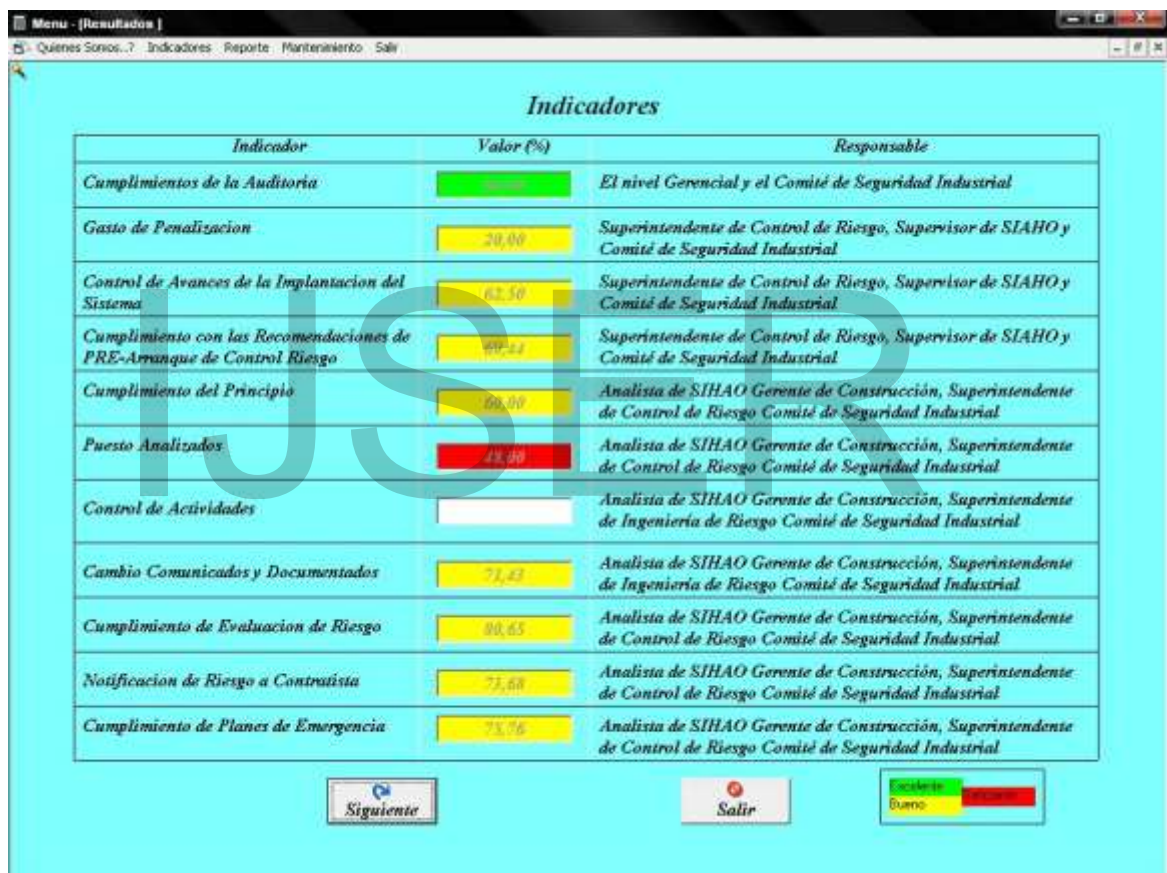 Menu - [Resultados ]
Quienes Somos..? Indicadores Reporte Mantenimiento Salir
Indicadores
Indicador Valor (%) Responsable
Cumplimientos de la Auditoria El nivel Gerencial y el Comité de Seguridad Industrial
Gasto de Penalizacion 20,00 Superintendente de Control de Riesgo, Supervisor de SIAHO y
Comité de Seguridad Industrial
Control de Avances de la Implantacion del
Sistema 62,50 Superintendente de Control de Riesgo, Supervisor de SIAHO y
Comité de Seguridad Industrial
Cumplimiento con las Recomendaciones de
PRE-Arranque de Control Riesgo Superintendente de Control de Riesgo, Supervisor de SIAHO y
Comité de Seguridad Industrial
Cumplimiento del Principio 60,00 Analista de SIHAO Gerente de Construcción, Superintendente
de Control de Riesgo Comité de Seguridad Industrial
Puesto Analizados 48,00 Analista de SIHAO Gerente de Construcción, Superintendente
de Control de Riesgo Comité de Seguridad Industrial
Control de Actividades Analista de SIHAO Gerente de Construcción, Superintendente
de Ingeniería de Riesgo Comité de Seguridad Industrial
Cambio Comunicados y Documentados 71,43 Analista de SIHAO Gerente de Construcción, Superintendente
de Ingeniería de Riesgo Comité de Seguridad Industrial
Cumplimiento de Evaluacion de Riesgo 80,65 Analista de SIHAO Gerente de Construcción, Superintendente
de Control de Riesgo Comité de Seguridad Industrial
Notificacion de Riesgo a Contratista 73,68 Analista de SIHAO Gerente de Construcción, Superintendente
de Control de Riesgo Comité de Seguridad Industrial
Cumplimiento de Planes de Emergencia 75,76 Analista de SIHAO Gerente de Construcción, Superintendente
de Control de Riesgo Comité de Seguridad Industrial
IJSER
Siguiente Salir
Excelente
Bueno